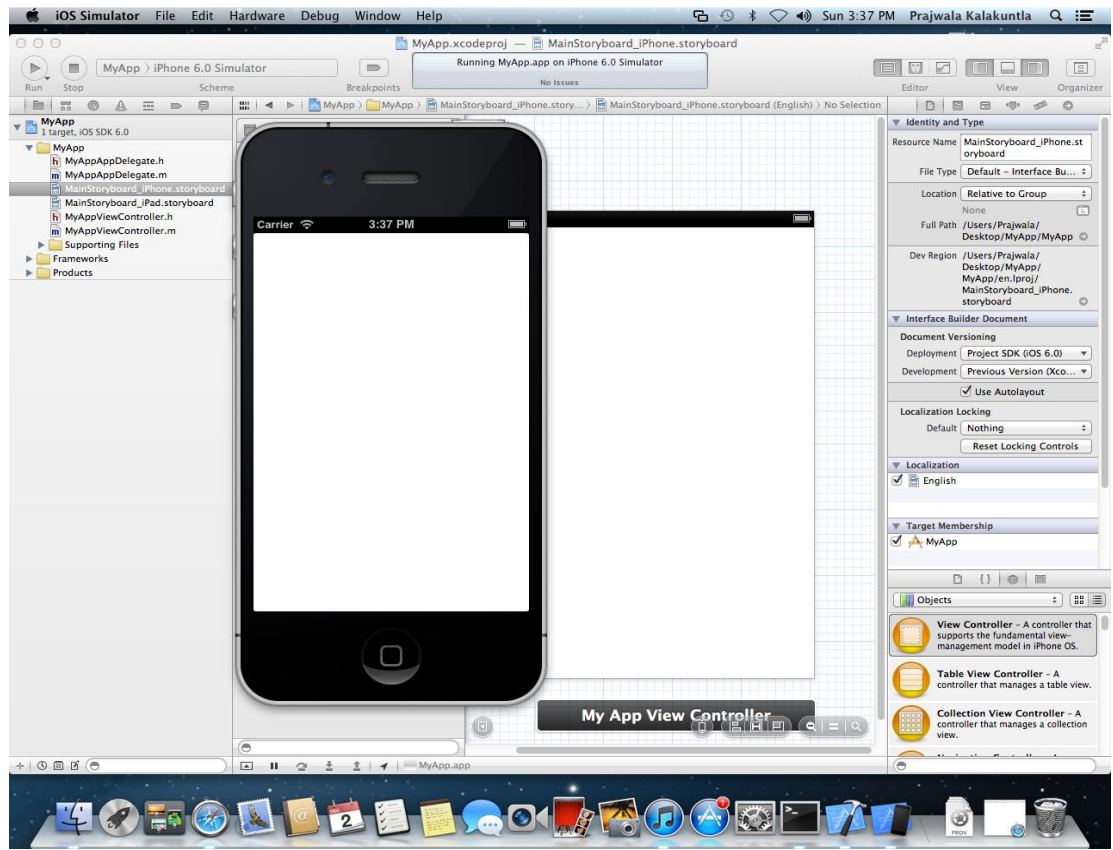 iOS Simulator File Edit Hardware Debug Window Help Sun 3:37 PM Prajwala Kalakuntla
MyApp.xcodeproj — MainStoryboard_iPhone.storyboard
MyApp 〉 iPhone 6.0 Simulator
Running MyApp.app on iPhone 6.0 Simulator
No Issues
Run Stop Scheme Breakpoints Editor View Organizer
MyApp 〉 MyApp 〉 MainStoryboard_iPhone.story... 〉 MainStoryboard_iPhone.storyboard (English) 〉 No Selection
MyApp
1 target, iOS SDK 6.0
MyApp
h MyAppAppDelegate.h
m MyAppAppDelegate.m
MainStoryboard_iPhone.storyboard
MainStoryboard_iPad.storyboard
h MyAppViewController.h
m MyAppViewController.m
Supporting Files
Frameworks
Products
Carrier 3:37 PM
My App View Controller
MyApp.app
Identity and Type
Resource Name MainStoryboard_iPhone.st
oryboard
File Type Default – Interface Bu...
Location Relative to Group
None
Full Path /Users/Prajwala/
Desktop/MyApp/MyApp
Dev Region /Users/Prajwala/
Desktop/MyApp/
MyApp/en.lproj/
MainStoryboard_iPhone.
storyboard
Interface Builder Document
Document Versioning
Deployment Project SDK (iOS 6.0)
Development Previous Version (Xco...
Use Autolayout
Localization Locking
Default Nothing
Reset Locking Controls
Localization
English
Target Membership
MyApp
{}
Objects
View Controller – A controller that
supports the fundamental view-
management model in iPhone OS.
Table View Controller – A
controller that manages a table view.
Collection View Controller – A
controller that manages a collection
view.
2
1
PROV